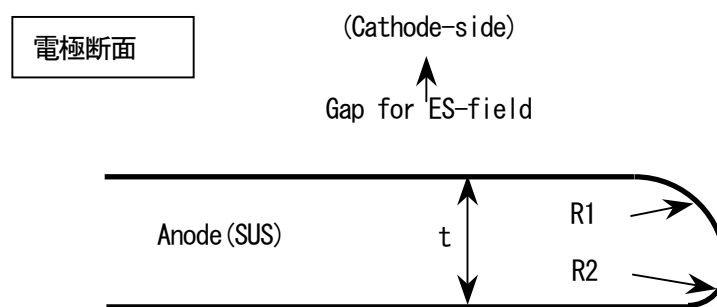 電極断面
(Cathode-side)
Gap for ES-field
Anode(SUS)
t
R1
R2